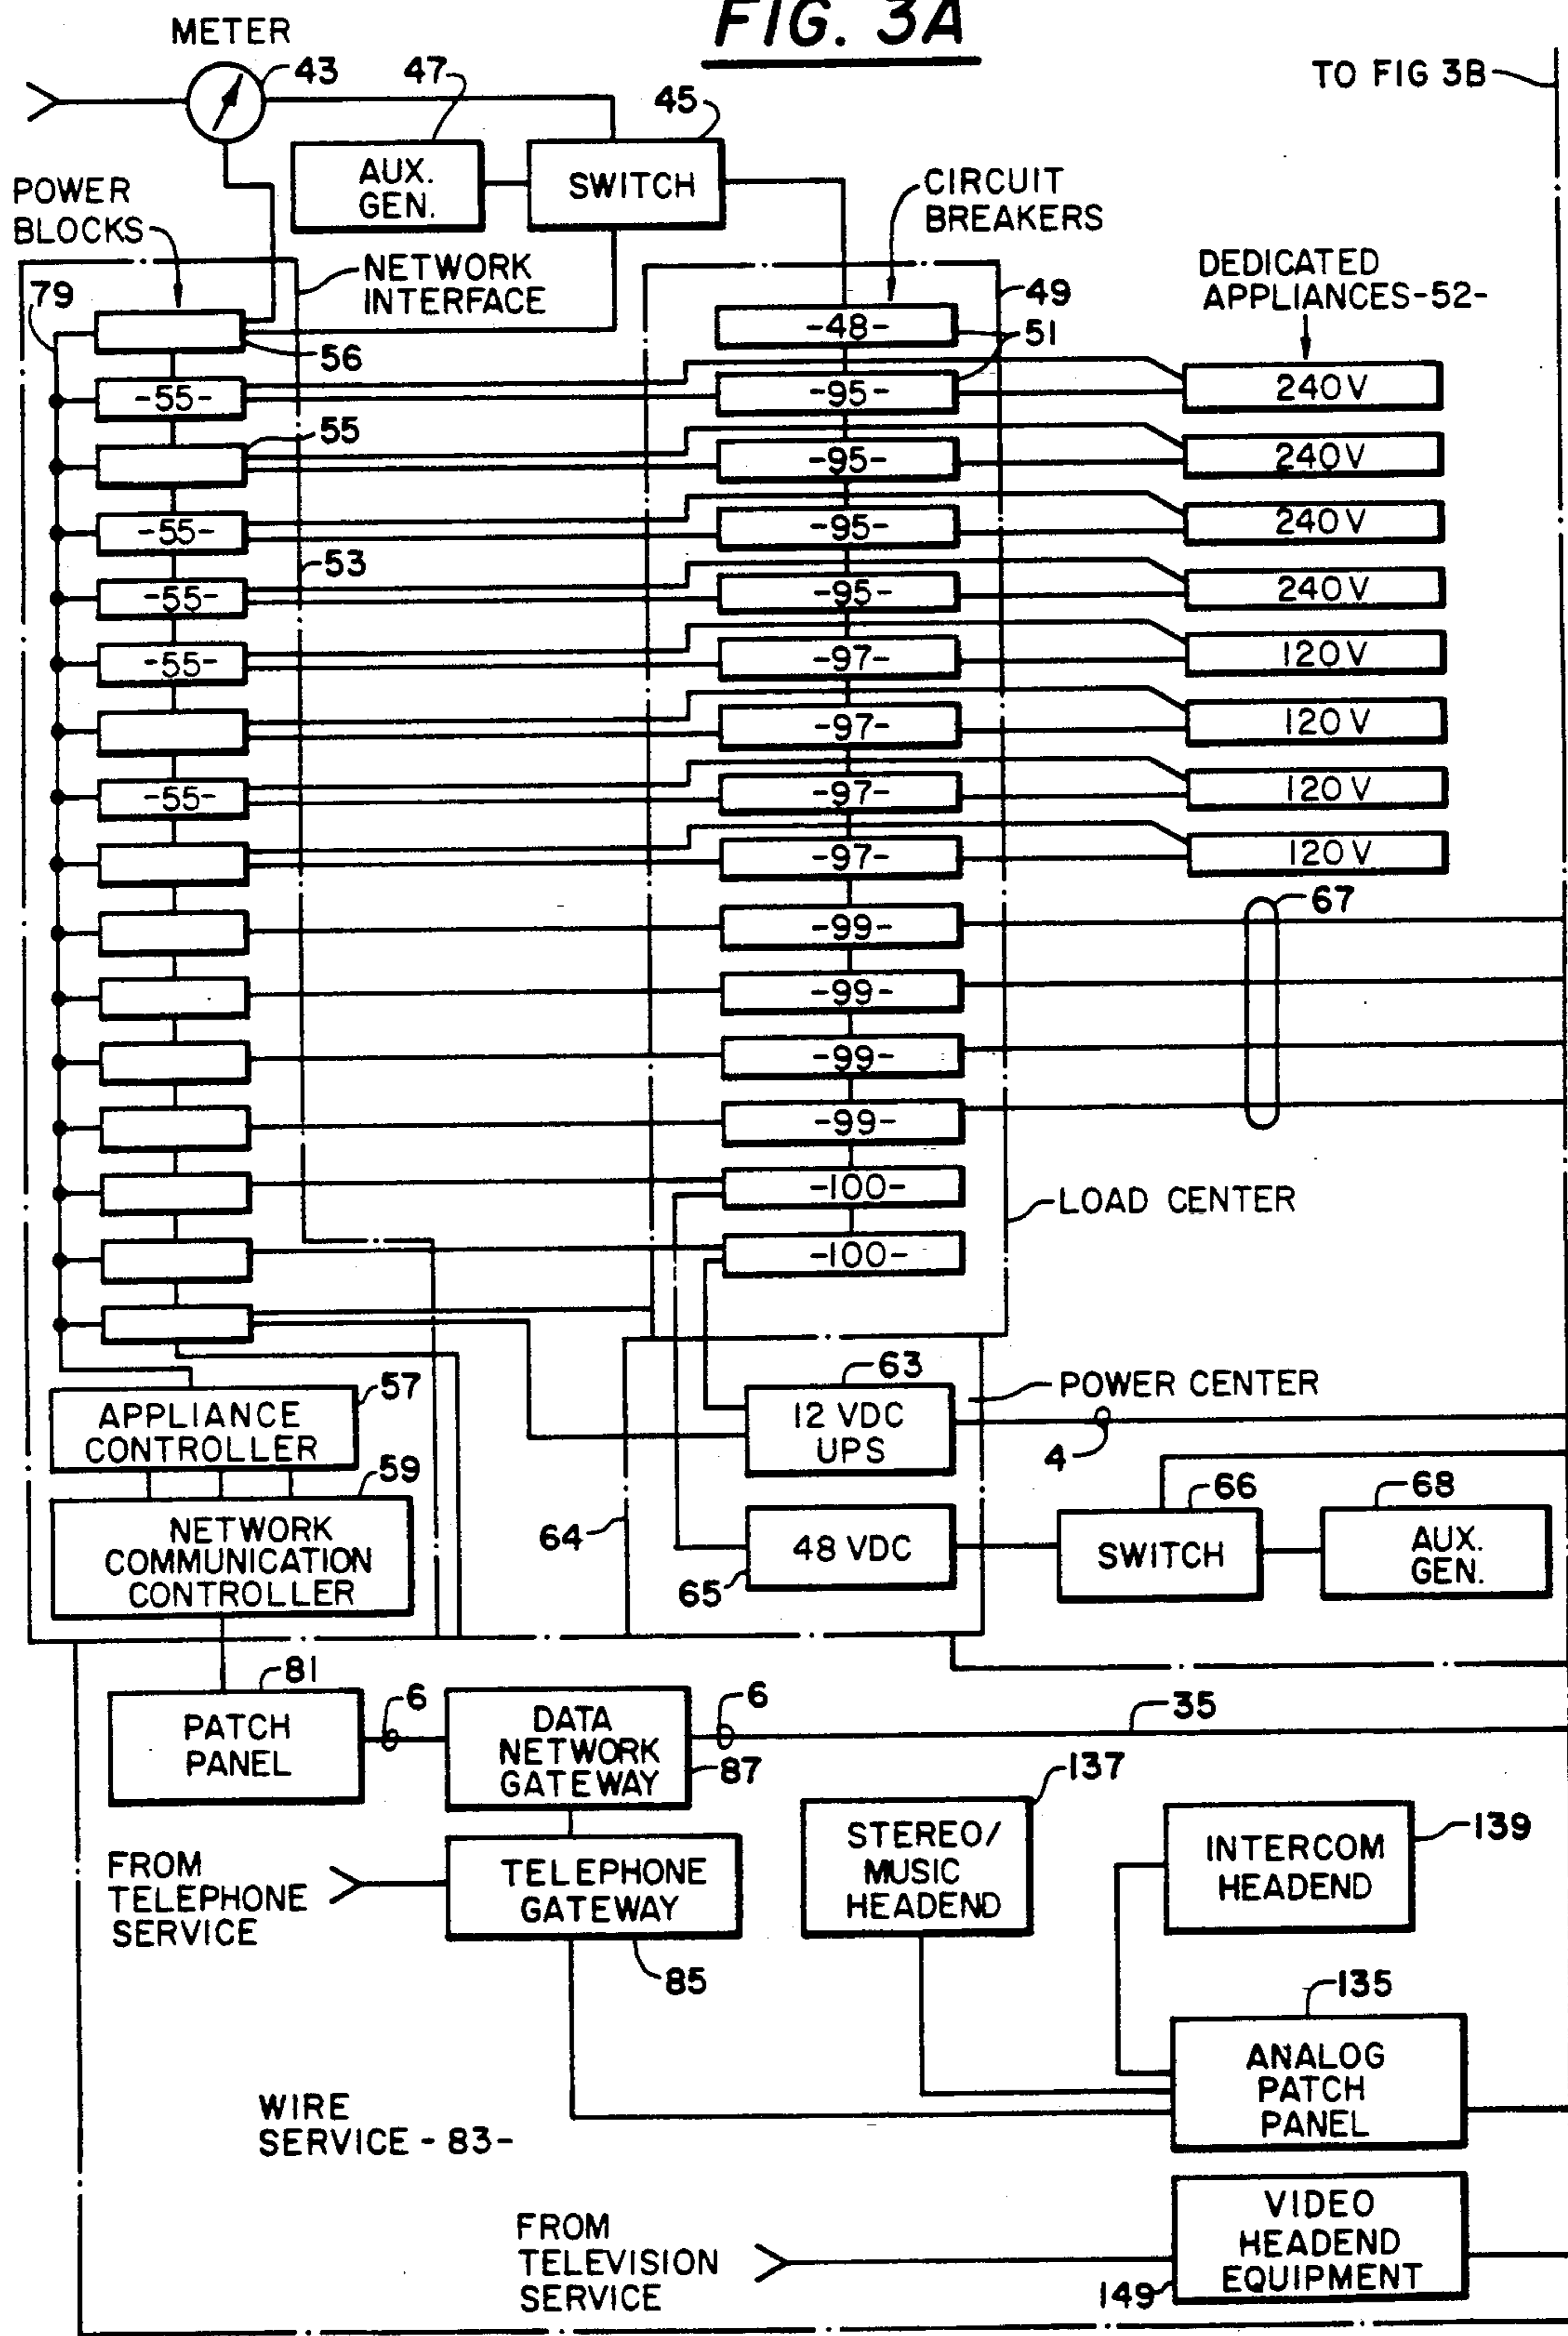 FIG. 3A
METER
43
47
45
TO FIG 3B
AUX.
GEN.
SWITCH
POWER
BLOCKS
CIRCUIT
BREAKERS
NETWORK
INTERFACE
DEDICATED
APPLIANCES-52-
79
49
-48-
51
56
-55-
-95-
240V
55
-95-
240V
-55-
-95-
240V
53
-55-
-95-
240V
-55-
-97-
120V
-97-
120V
-55-
-97-
120V
-97-
120V
67
-99-
-99-
-99-
-99-
-100-
LOAD CENTER
-100-
63
POWER CENTER
57
APPLIANCE
CONTROLLER
12 VDC
UPS
4
59
66
68
NETWORK
COMMUNICATION
CONTROLLER
64
48 VDC
65
SWITCH
AUX.
GEN.
81
PATCH
PANEL
6
DATA
NETWORK
GATEWAY
6
87
35
137
STEREO/
MUSIC
HEADEND
139
INTERCOM
HEADEND
FROM
TELEPHONE
SERVICE
TELEPHONE
GATEWAY
85
135
ANALOG
PATCH
PANEL
WIRE
SERVICE -83-
VIDEO
HEADEND
EQUIPMENT
149
FROM
TELEVISION
SERVICE